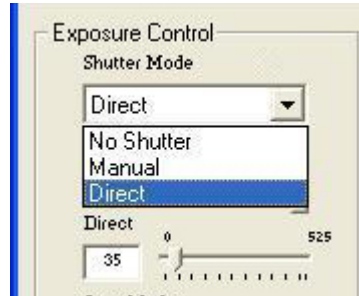 Exposure Control
Shutter Mode
Direct
No Shutter
Manual
Direct
Direct
0 525
35